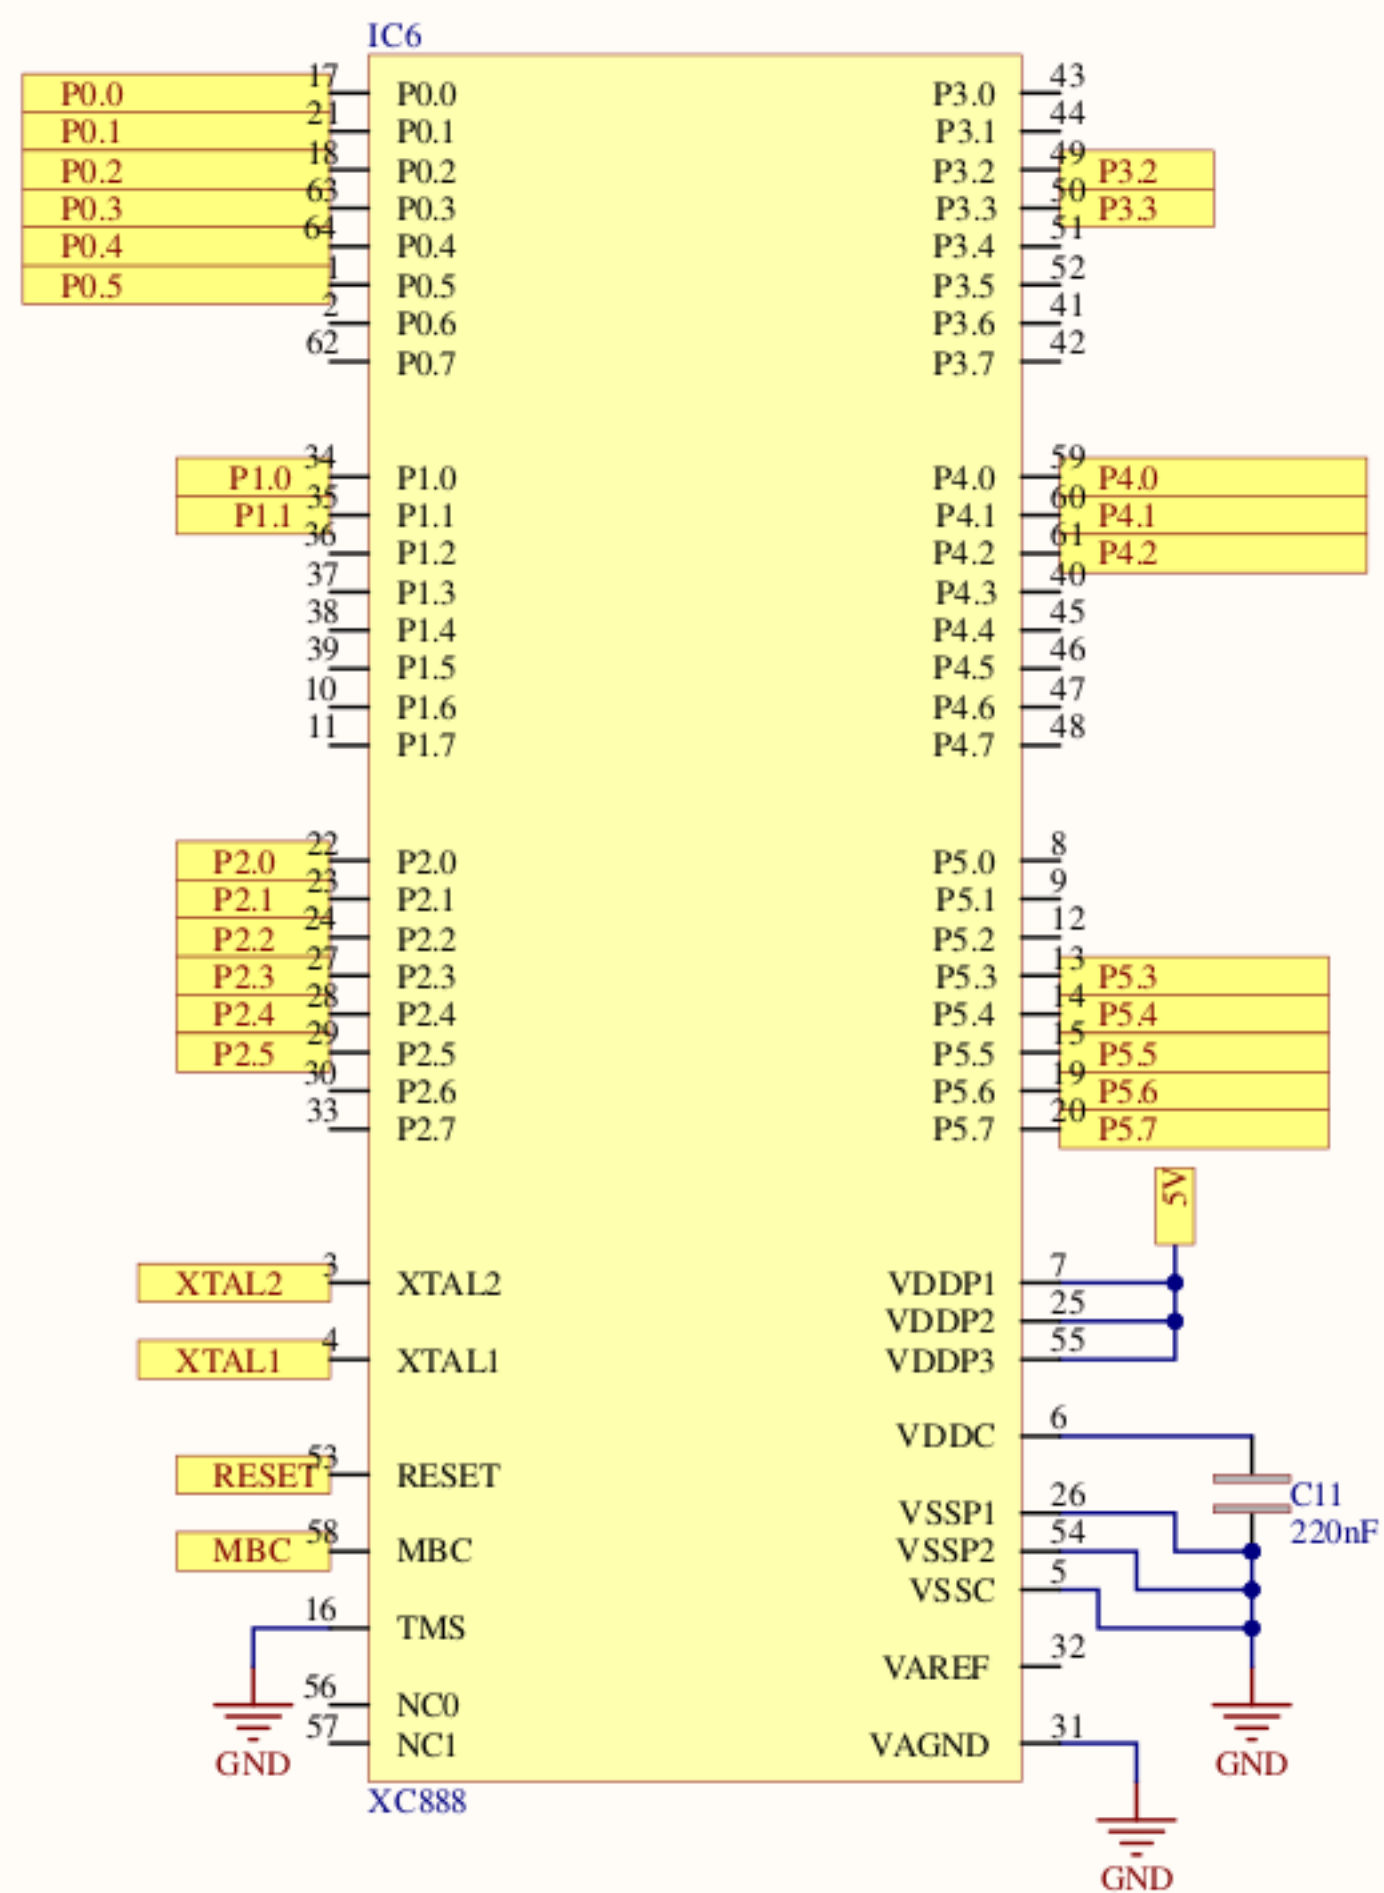 IC6
P0.0 17 P0.0 P3.0 43
P0.1 21 P0.1 P3.1 44
P0.2 18 P0.2 P3.2 49 P3.2
P0.3 63 P0.3 P3.3 50 P3.3
P0.4 64 P0.4 P3.4 51
P0.5 1 P0.5 P3.5 52
2 P0.6 P3.6 41
62 P0.7 P3.7 42
P1.0 34 P1.0 P4.0 59 P4.0
P1.1 35 P1.1 P4.1 60 P4.1
36 P1.2 P4.2 61 P4.2
37 P1.3 P4.3 40
38 P1.4 P4.4 45
39 P1.5 P4.5 46
10 P1.6 P4.6 47
11 P1.7 P4.7 48
P2.0 22 P2.0 P5.0 8
P2.1 23 P2.1 P5.1 9
P2.2 24 P2.2 P5.2 12
P2.3 27 P2.3 P5.3 13 P5.3
P2.4 28 P2.4 P5.4 14 P5.4
P2.5 29 P2.5 P5.5 15 P5.5
30 P2.6 P5.6 19 P5.6
33 P2.7 P5.7 20 P5.7
5V
XTAL2 3 XTAL2 VDDP1 7
VDDP2 25
XTAL1 4 XTAL1 VDDP3 55
VDDC 6
RESET 53 RESET
C11
VSSP1 26
220nF
MBC 58 MBC VSSP2 54
VSSC 5
16 TMS
VAREF 32
56 NC0
57 NC1 VAGND 31
GND GND
XC888
GND